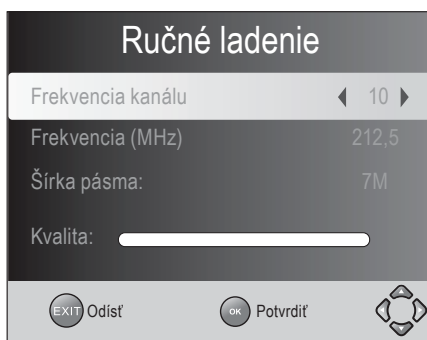 Ručné ladenie
Frekvencia kanálu 10
Frekvencia (MHz) 212,5
Šírka pásma: 7M
Kvalita:
EXIT Odísť OK Potvrdiť